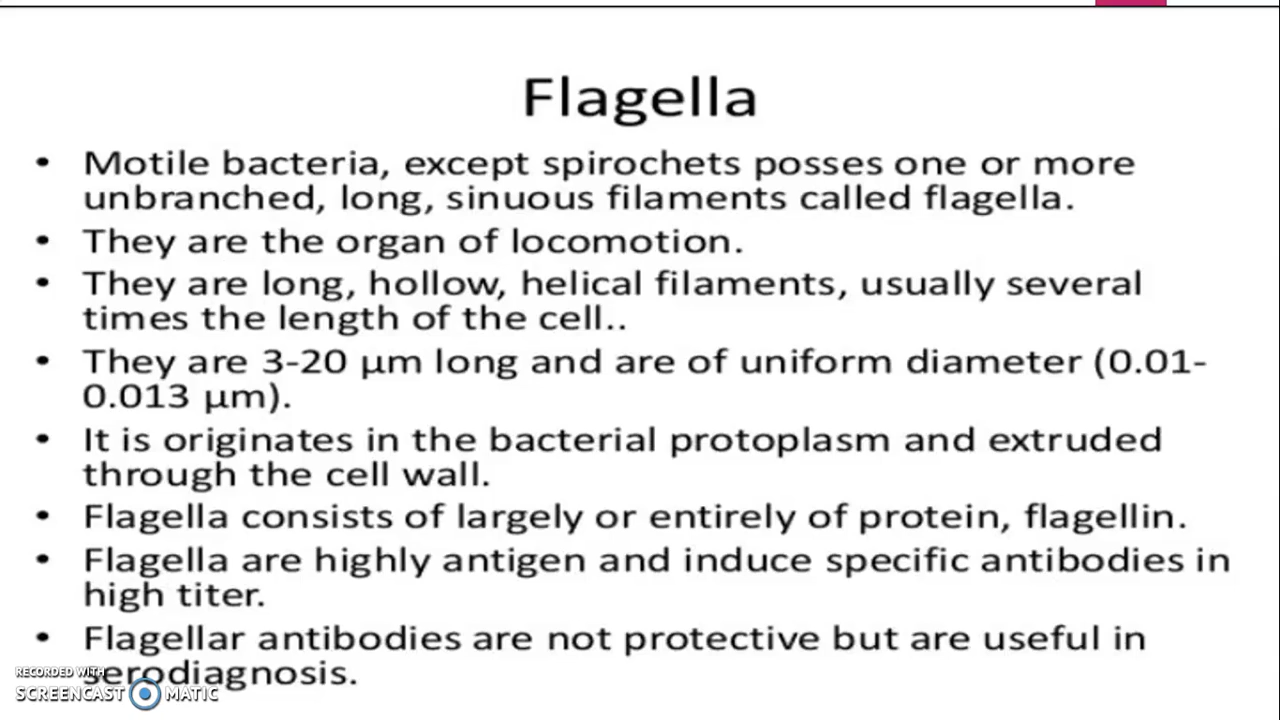 Flagella
• Motile bacteria, except spirochets posses one or more
unbranched, long, sinuous filaments called flagella.
• They are the organ of locomotion.
• They are long, hollow, helical filaments, usually several
times the length of the cell..
• They are 3-20 µm long and are of uniform diameter (0.01-
0.013 µm).
• It is originates in the bacterial protoplasm and extruded
through the cell wall.
• Flagella consists of largely or entirely of protein, flagellin.
• Flagella are highly antigen and induce specific antibodies in
high titer.
• Flagellar antibodies are not protective but are useful in
serodiagnosis.
RECORDED WITH
SCREENCAST MATIC